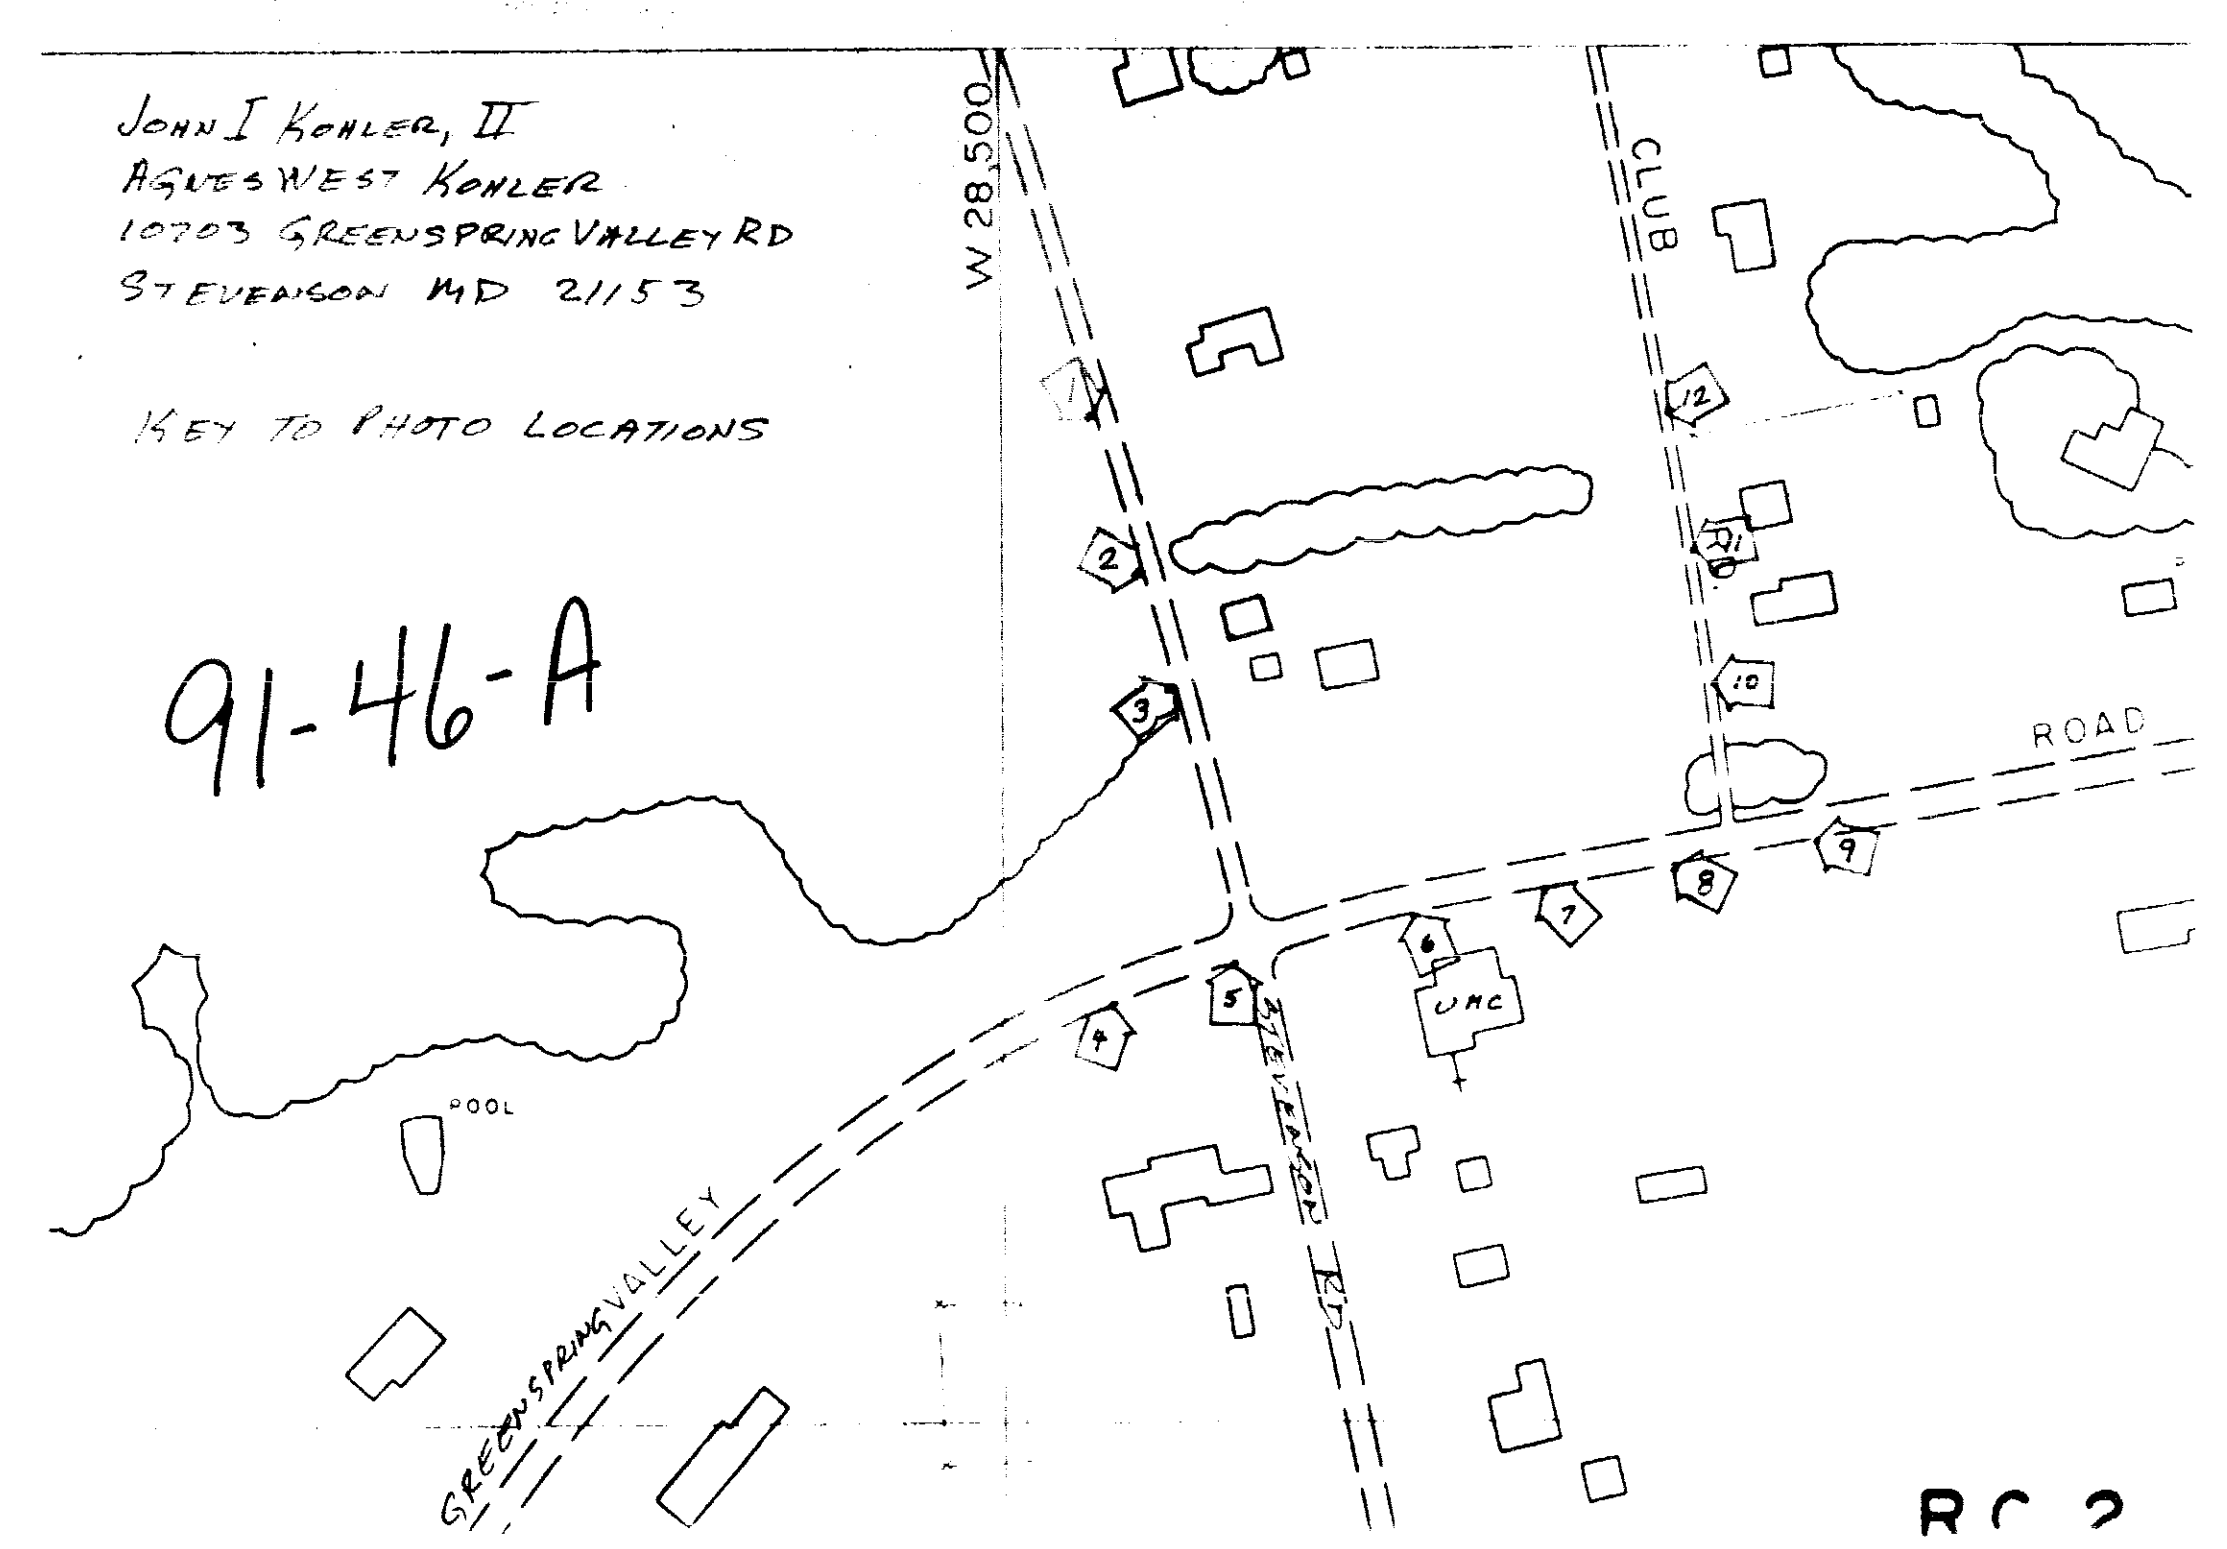 JOHN I KOHLER, II
AGNES WEST KOHLER
10703 GREENSPRING VALLEY RD
STEVENSON MD 21153
KEY TO PHOTO LOCATIONS
91-46-A
W 28,500
CLUB
RD
1
2
3
4
5
6
7
8
9
10
11
12
ROAD
UMC
STEVENSON RD
POOL
GREENSPRING VALLEY